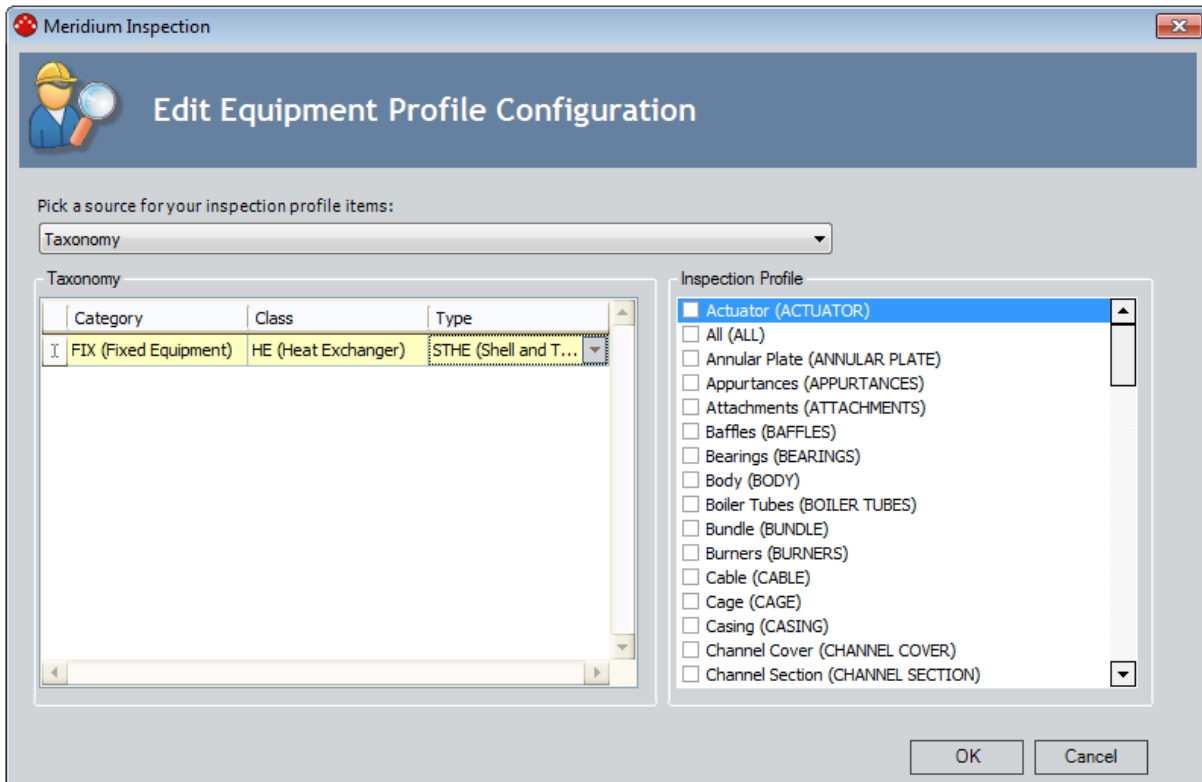 Meridium Inspection
Edit Equipment Profile Configuration
Pick a source for your inspection profile items:
Taxonomy
Taxonomy
Category Class Type
FIX (Fixed Equipment) HE (Heat Exchanger) STHE (Shell and T...
Inspection Profile
Actuator (ACTUATOR)
All (ALL)
Annular Plate (ANNULAR PLATE)
Appurtances (APPURTANCES)
Attachments (ATTACHMENTS)
Baffles (BAFFLES)
Bearings (BEARINGS)
Body (BODY)
Boiler Tubes (BOILER TUBES)
Bundle (BUNDLE)
Burners (BURNERS)
Cable (CABLE)
Cage (CAGE)
Casing (CASING)
Channel Cover (CHANNEL COVER)
Channel Section (CHANNEL SECTION)
OK Cancel